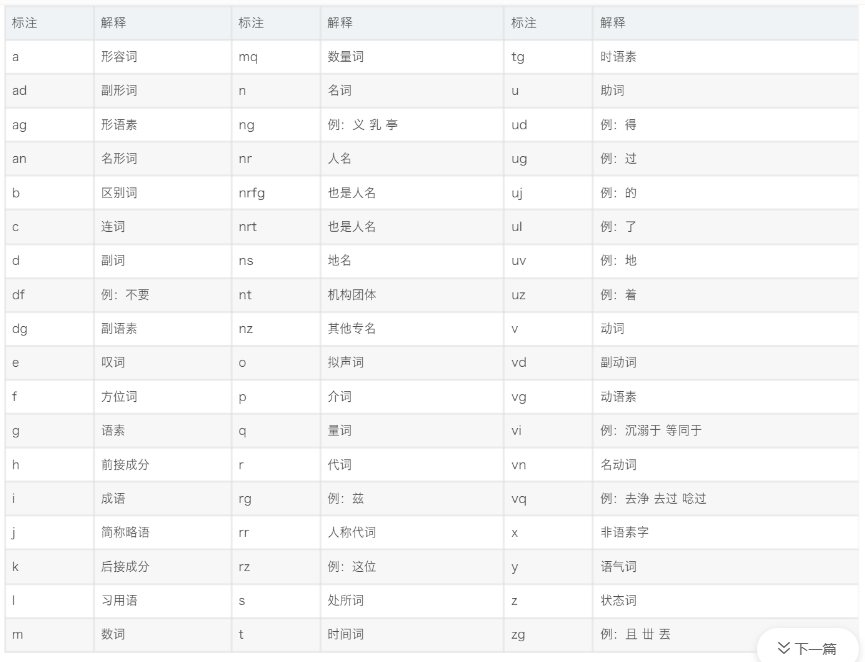 标注 解释 标注 解释 标注 解释
a 形容词 mq 数量词 tg 时语素
ad 副形词 n 名词 u 助词
ag 形语素 ng 例：义 乳 亭 ud 例：得
an 名形词 nr 人名 ug 例：过
b 区别词 nrfg 也是人名 uj 例：的
c 连词 nrt 也是人名 ul 例：了
d 副词 ns 地名 uv 例：地
df 例：不要 nt 机构团体 uz 例：着
dg 副语素 nz 其他专名 v 动词
e 叹词 o 拟声词 vd 副动词
f 方位词 p 介词 vg 动语素
g 语素 q 量词 vi 例：沉溺于 等同于
h 前接成分 r 代词 vn 名动词
i 成语 rg 例：兹 vq 例：去浄 去过 唸过
j 简称略语 rr 人称代词 x 非语素字
k 后接成分 rz 例：这位 y 语气词
l 习用语 s 处所词 z 状态词
m 数词 t 时间词 zg 例：且 丗 丟
下一篇